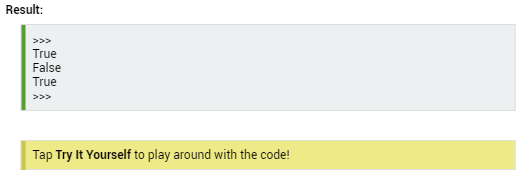 Result:
>>>
True
False
True
>>>
Tap Try It Yourself to play around with the code!